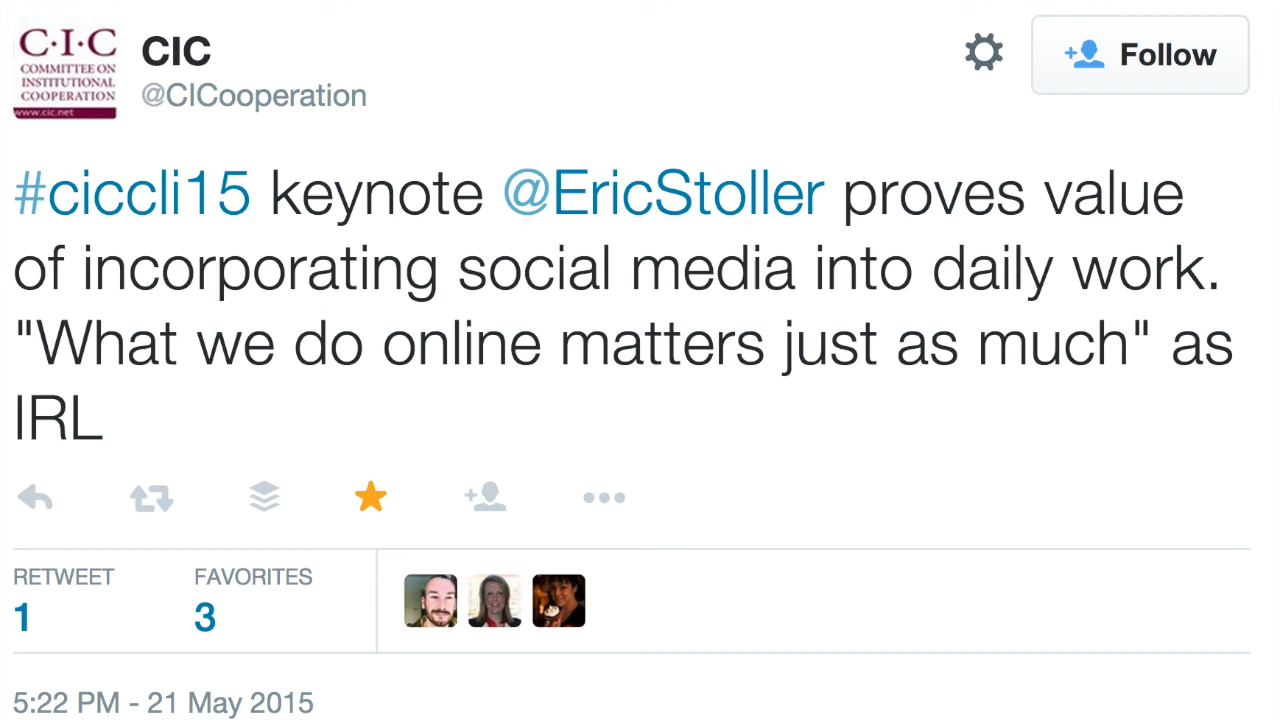 C·I·C
COMMITTEE ON
INSTITUTIONAL
COOPERATION
www.cic.net
CIC
@CICooperation
Follow
#ciccli15 keynote @EricStoller proves value
of incorporating social media into daily work.
"What we do online matters just as much" as
IRL
RETWEET FAVORITES
1 3
5:22 PM - 21 May 2015